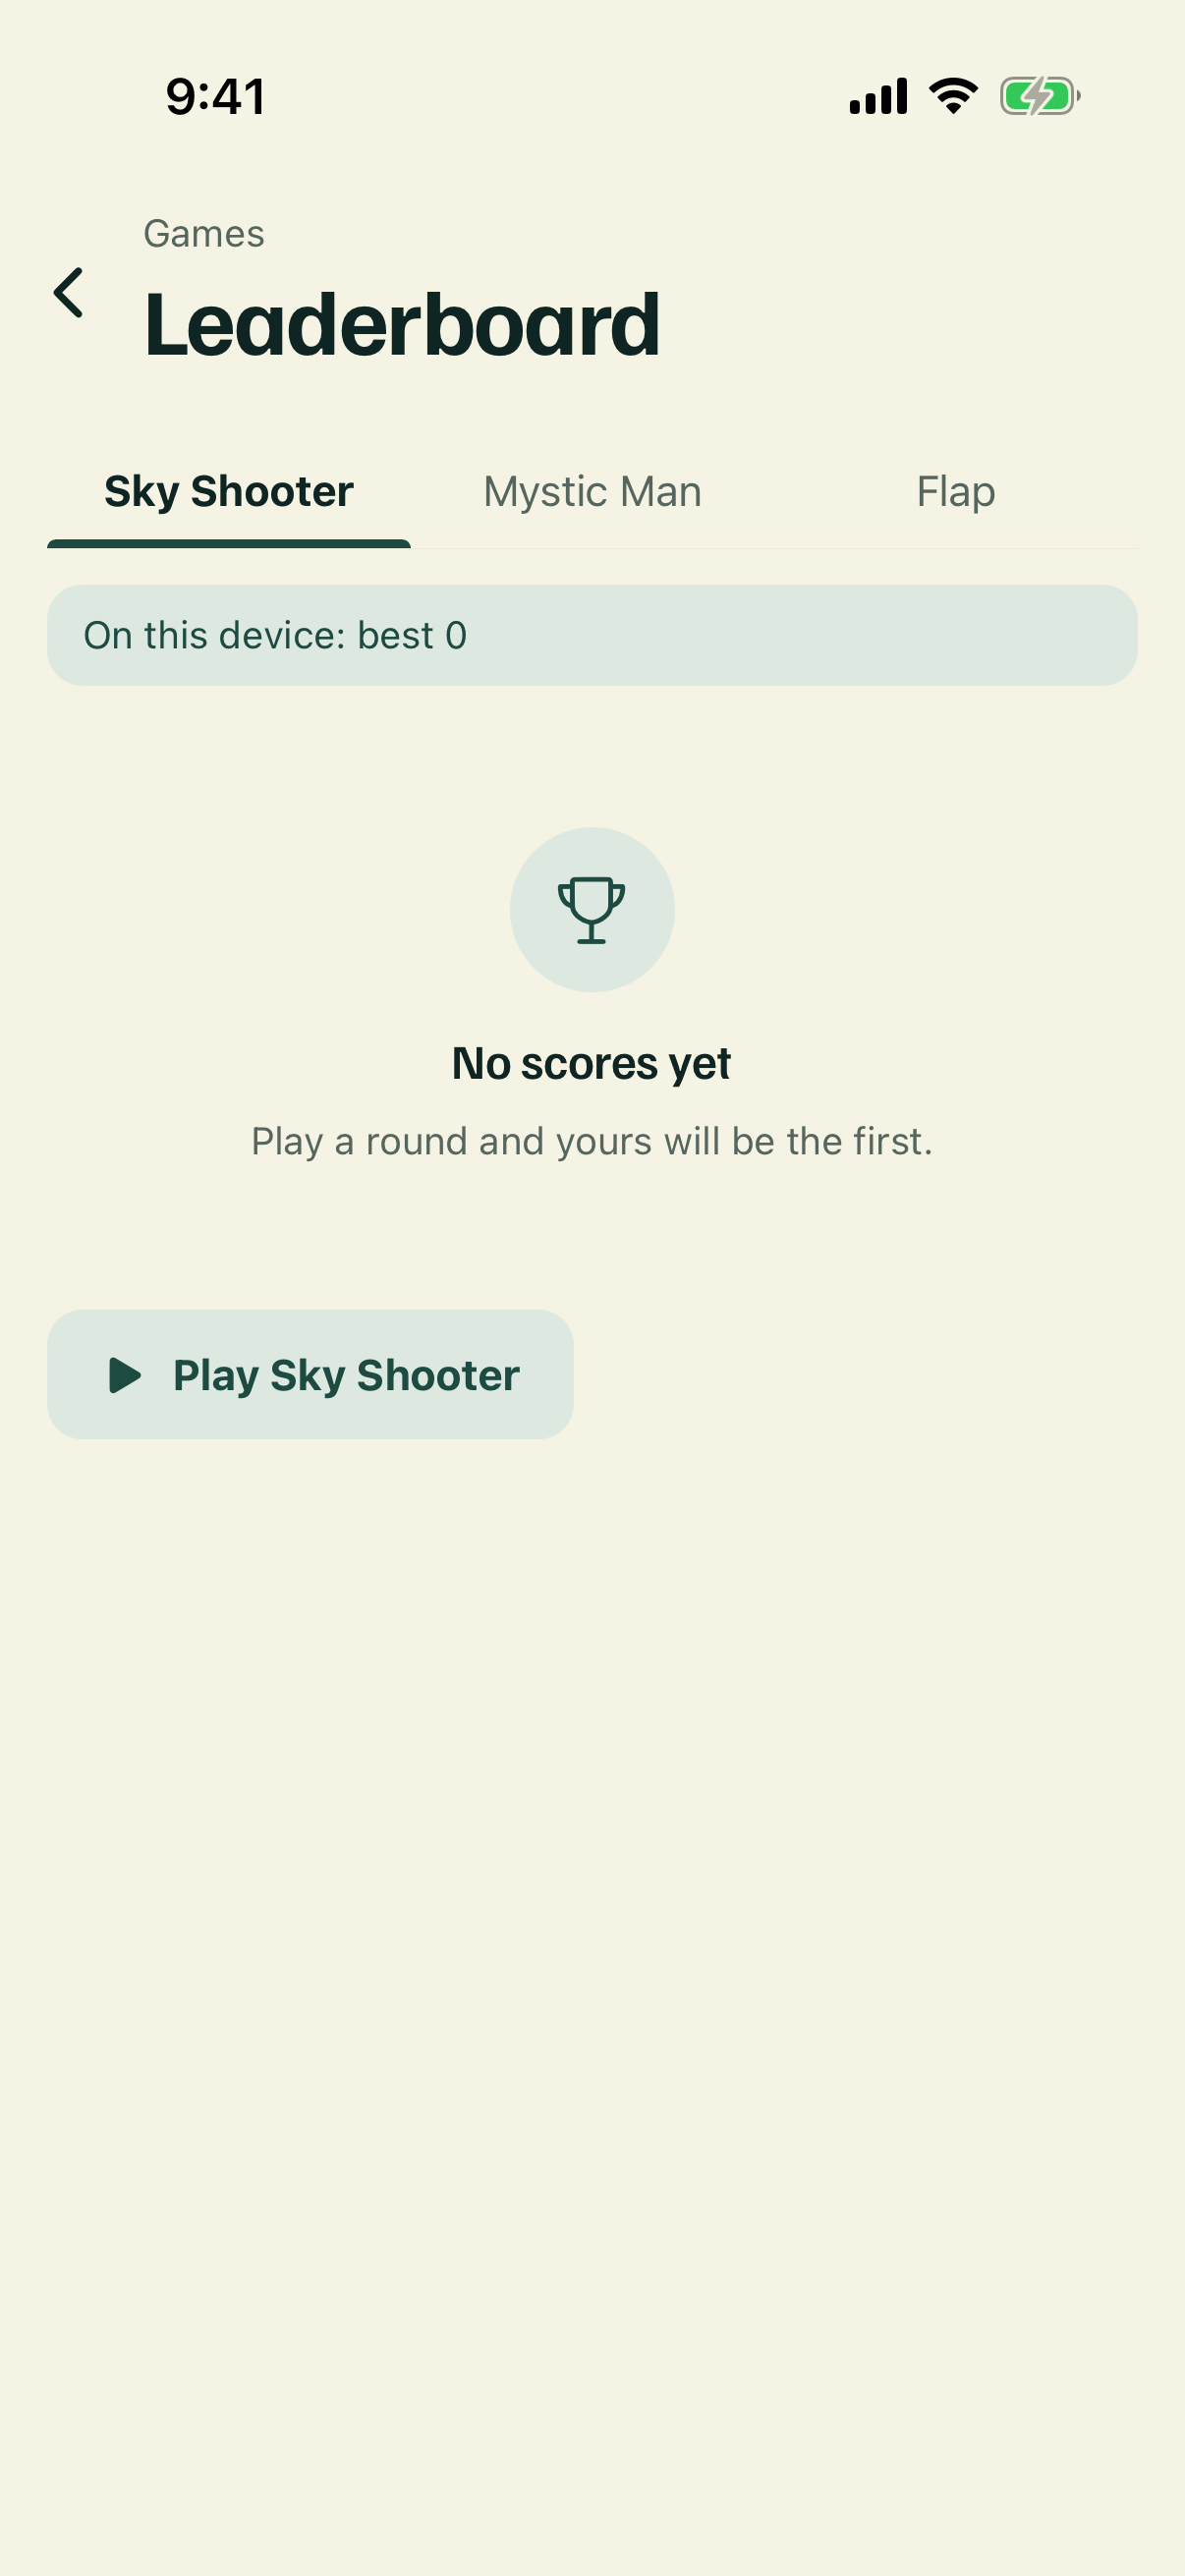 9:41
Games
Leaderboard
Sky Shooter Mystic Man Flap
On this device: best 0
No scores yet
Play a round and yours will be the first.
Play Sky Shooter